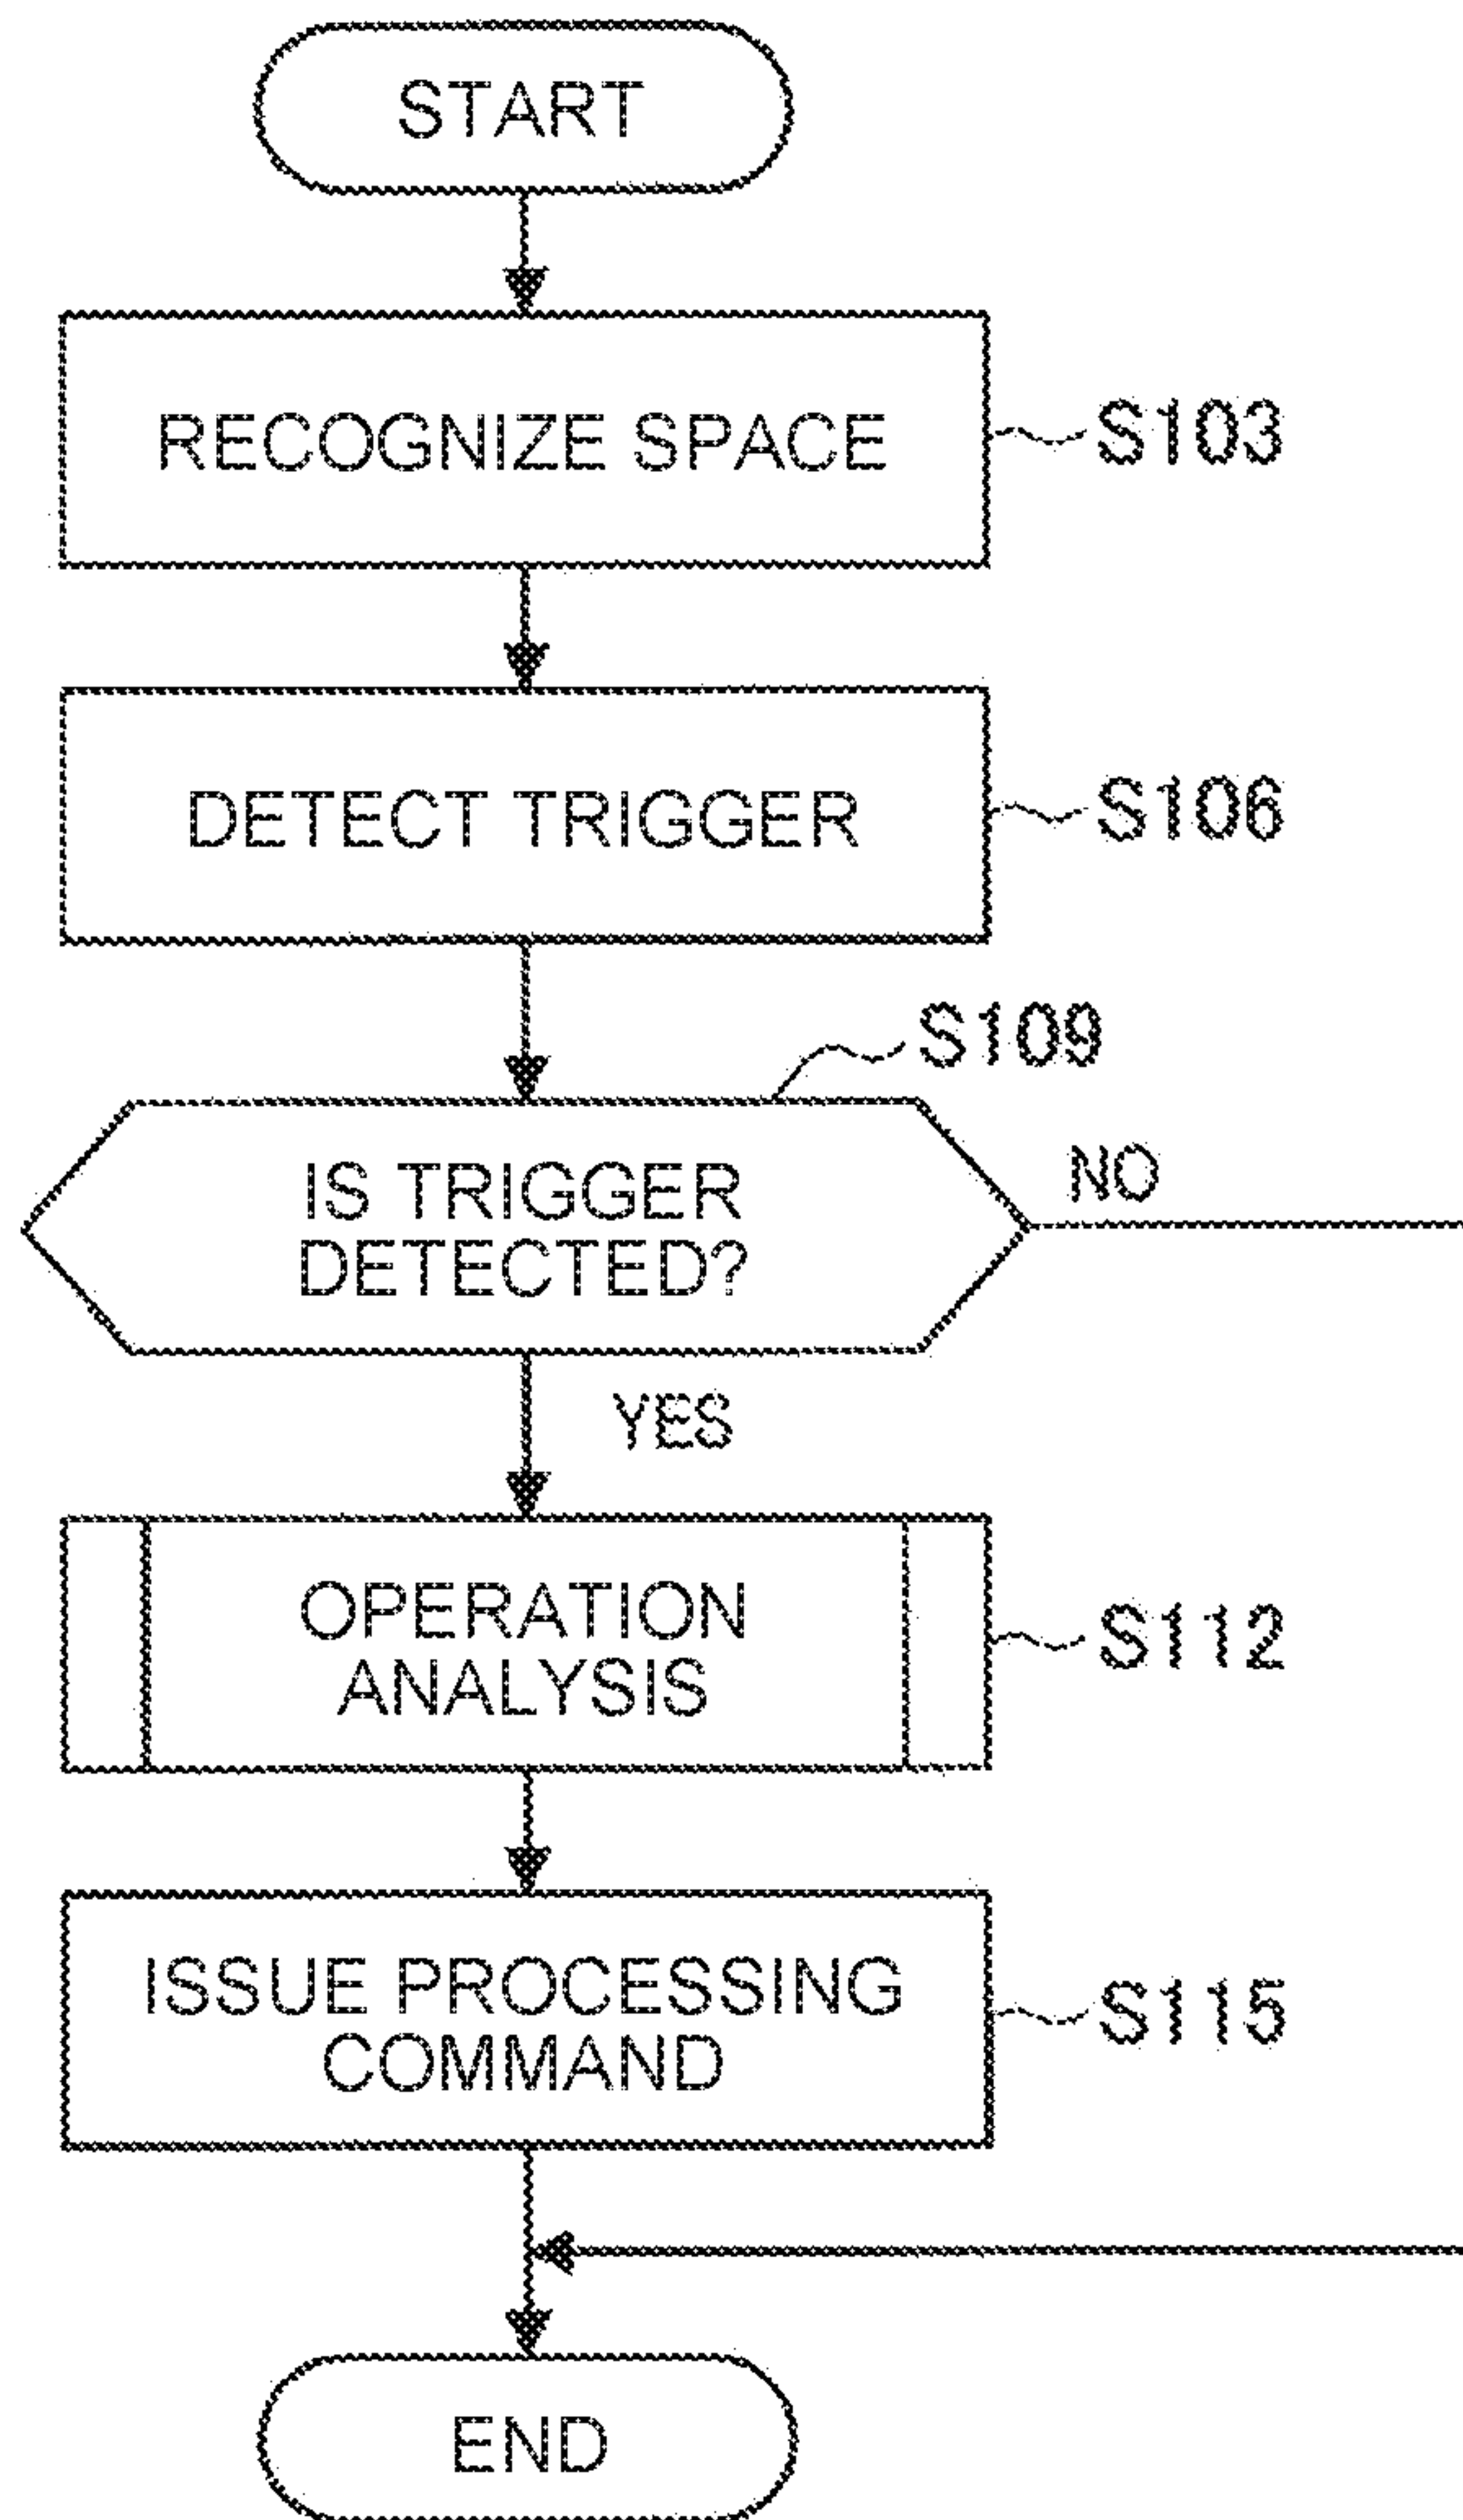 START
RECOGNIZE SPACE
S103
DETECT TRIGGER
S106
S109
IS TRIGGER
DETECTED?
NO
YES
OPERATION
ANALYSIS
S112
ISSUE PROCESSING
COMMAND
S115
END